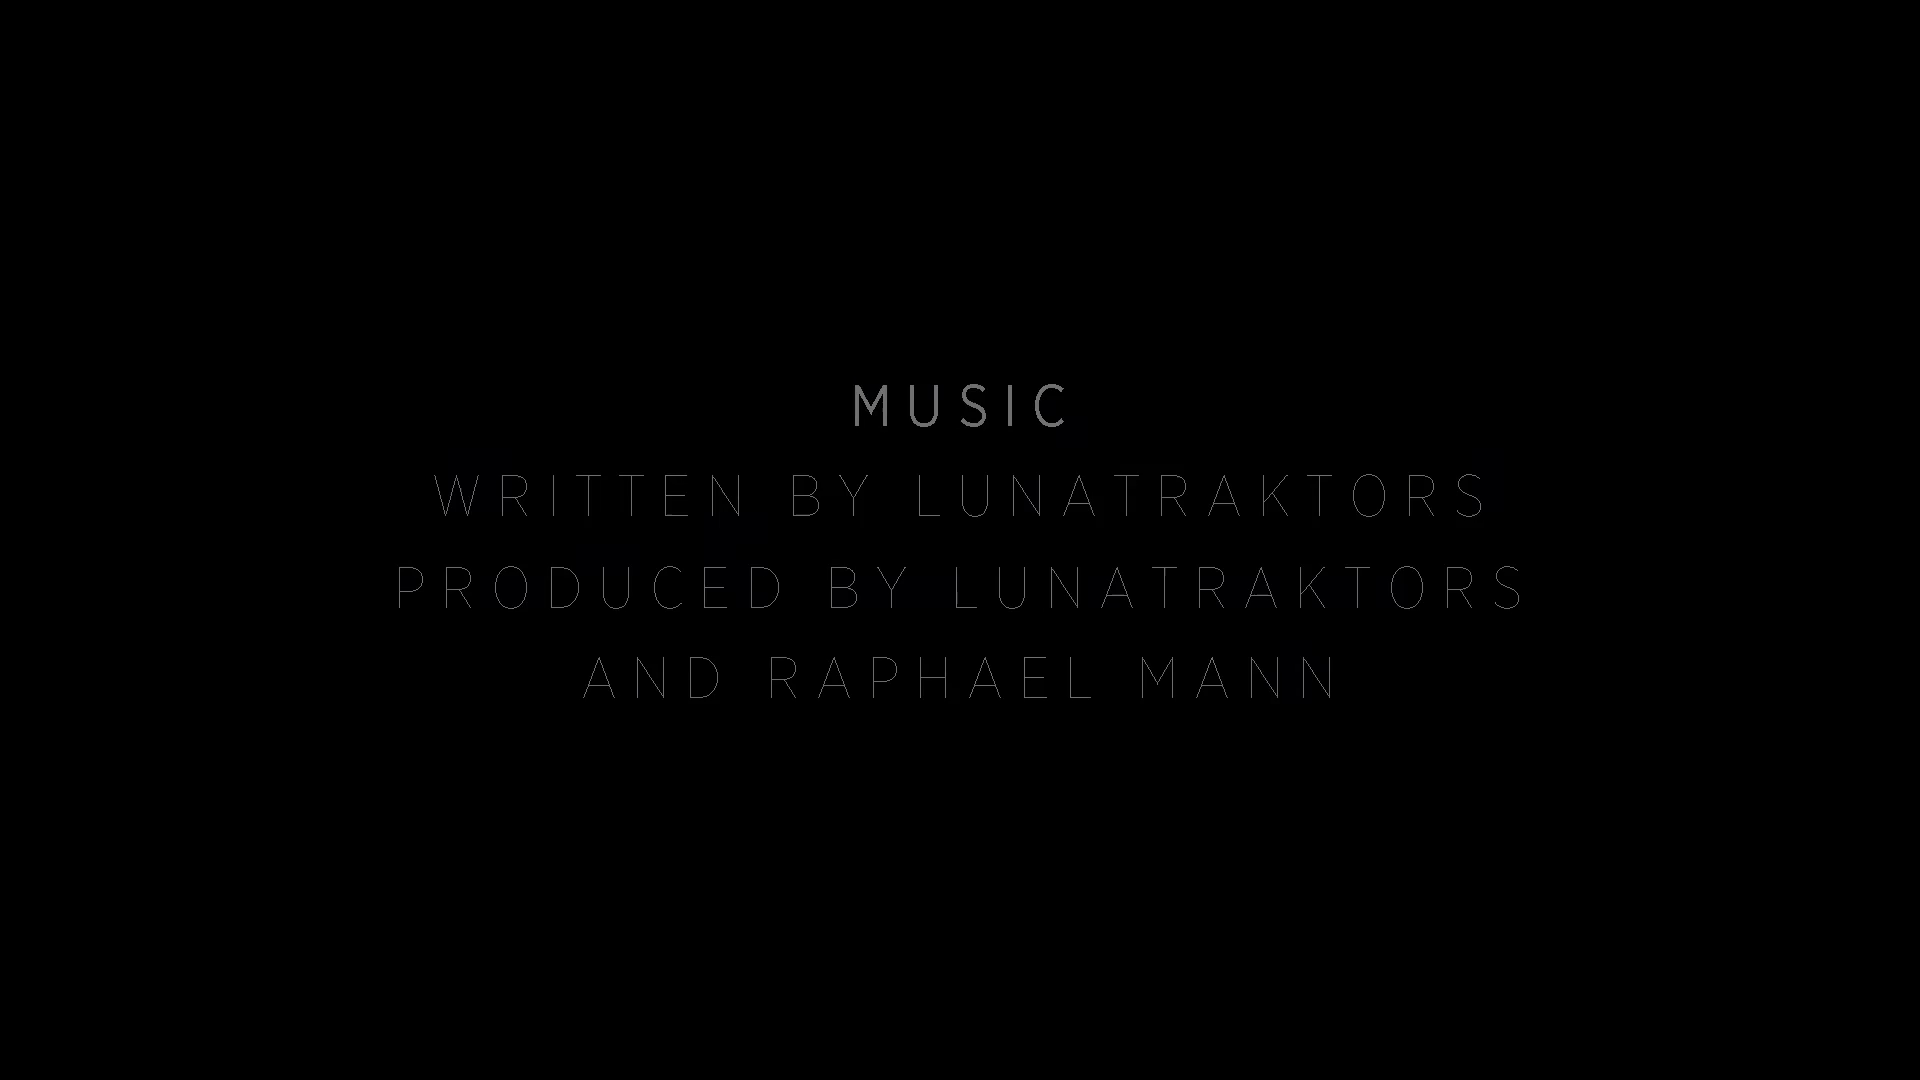 MUSIC
WRITTEN BY LUNATRAKTORS
PRODUCED BY LUNATRAKTORS
AND RAPHAEL MANN